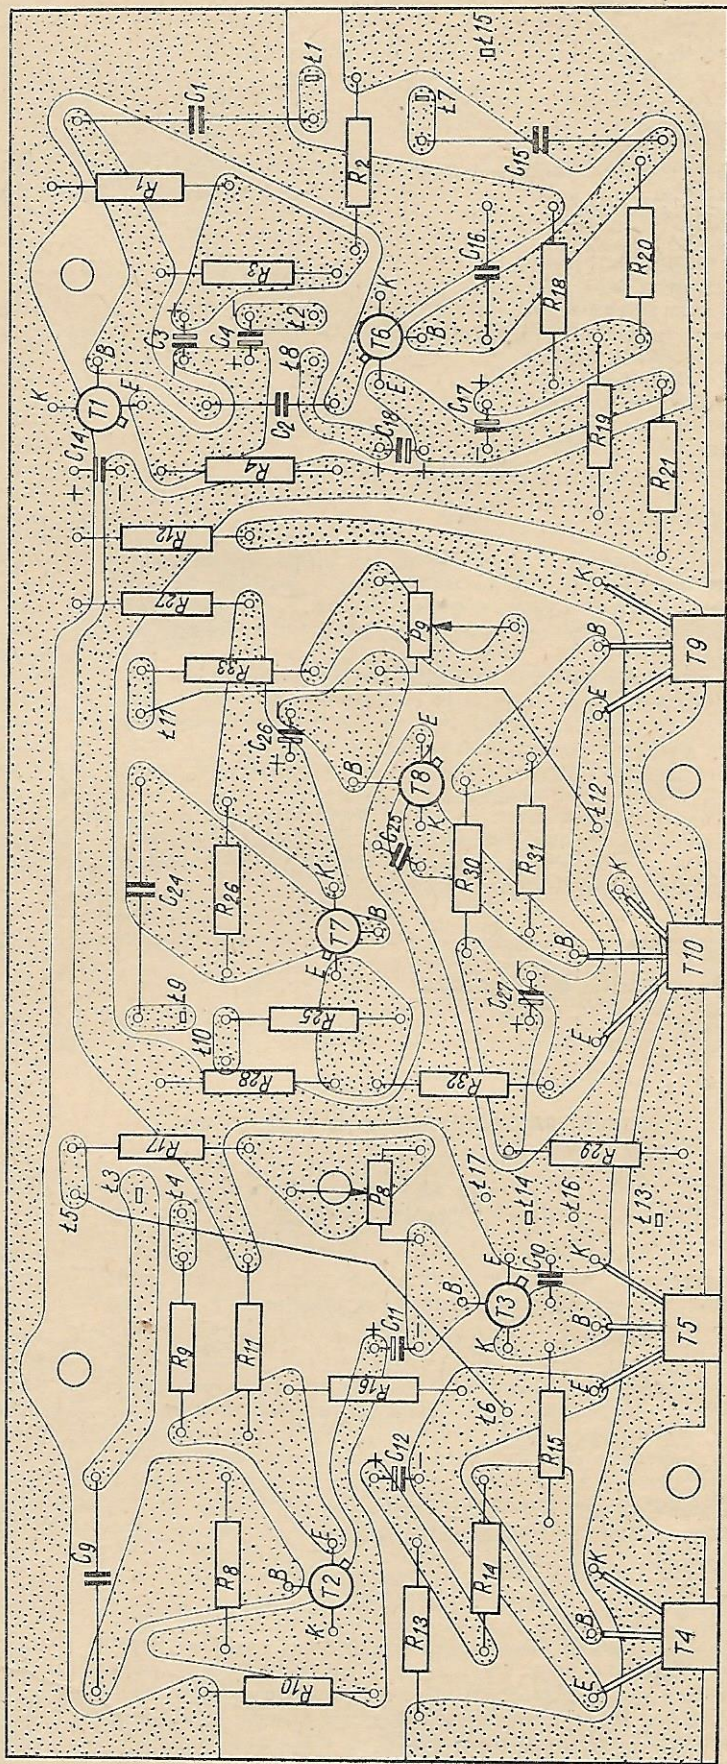 Ł15
Ł1
C1
Ł7
R1
R2
C15
R3
C16
R20
K
R18
C3
+
-
C4
+
-
Ł2
T6
B
E
K
B
T1
E
Ł8
C2
C17
+
-
R19
C14
+
-
R4
C18
-
+
R21
R12
R27
K
P9
Ł11
R33
B
T9
E
C26
+
-
E
T8
B
K
C25
Ł12
C24
R26
R30
R31
K
K
T7
B
E
B
T10
Ł9
Ł10
R25
C27
+
-
E
R28
R32
R17
R29
Ł5
Ł3
Ł4
P8
Ł17
Ł14
Ł16
Ł13
E
B
T3
K
C10
K
R9
R11
C11
+
-
B
T5
E
R16
Ł6
R15
C12
+
-
C9
R8
E
B
T2
K
R14
K
R13
B
T4
E
R10